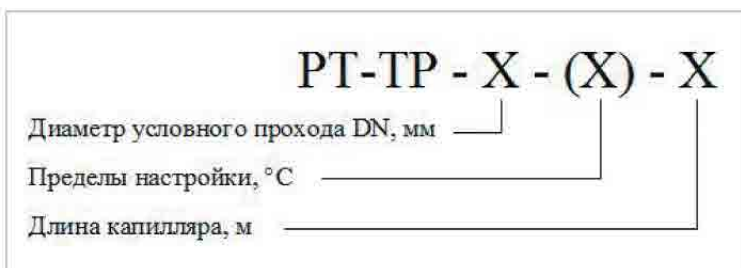 РТ-ТР - Х - (Х) - Х
Диаметр условного прохода DN, мм
Пределы настройки, °С
Длина капилляра, м